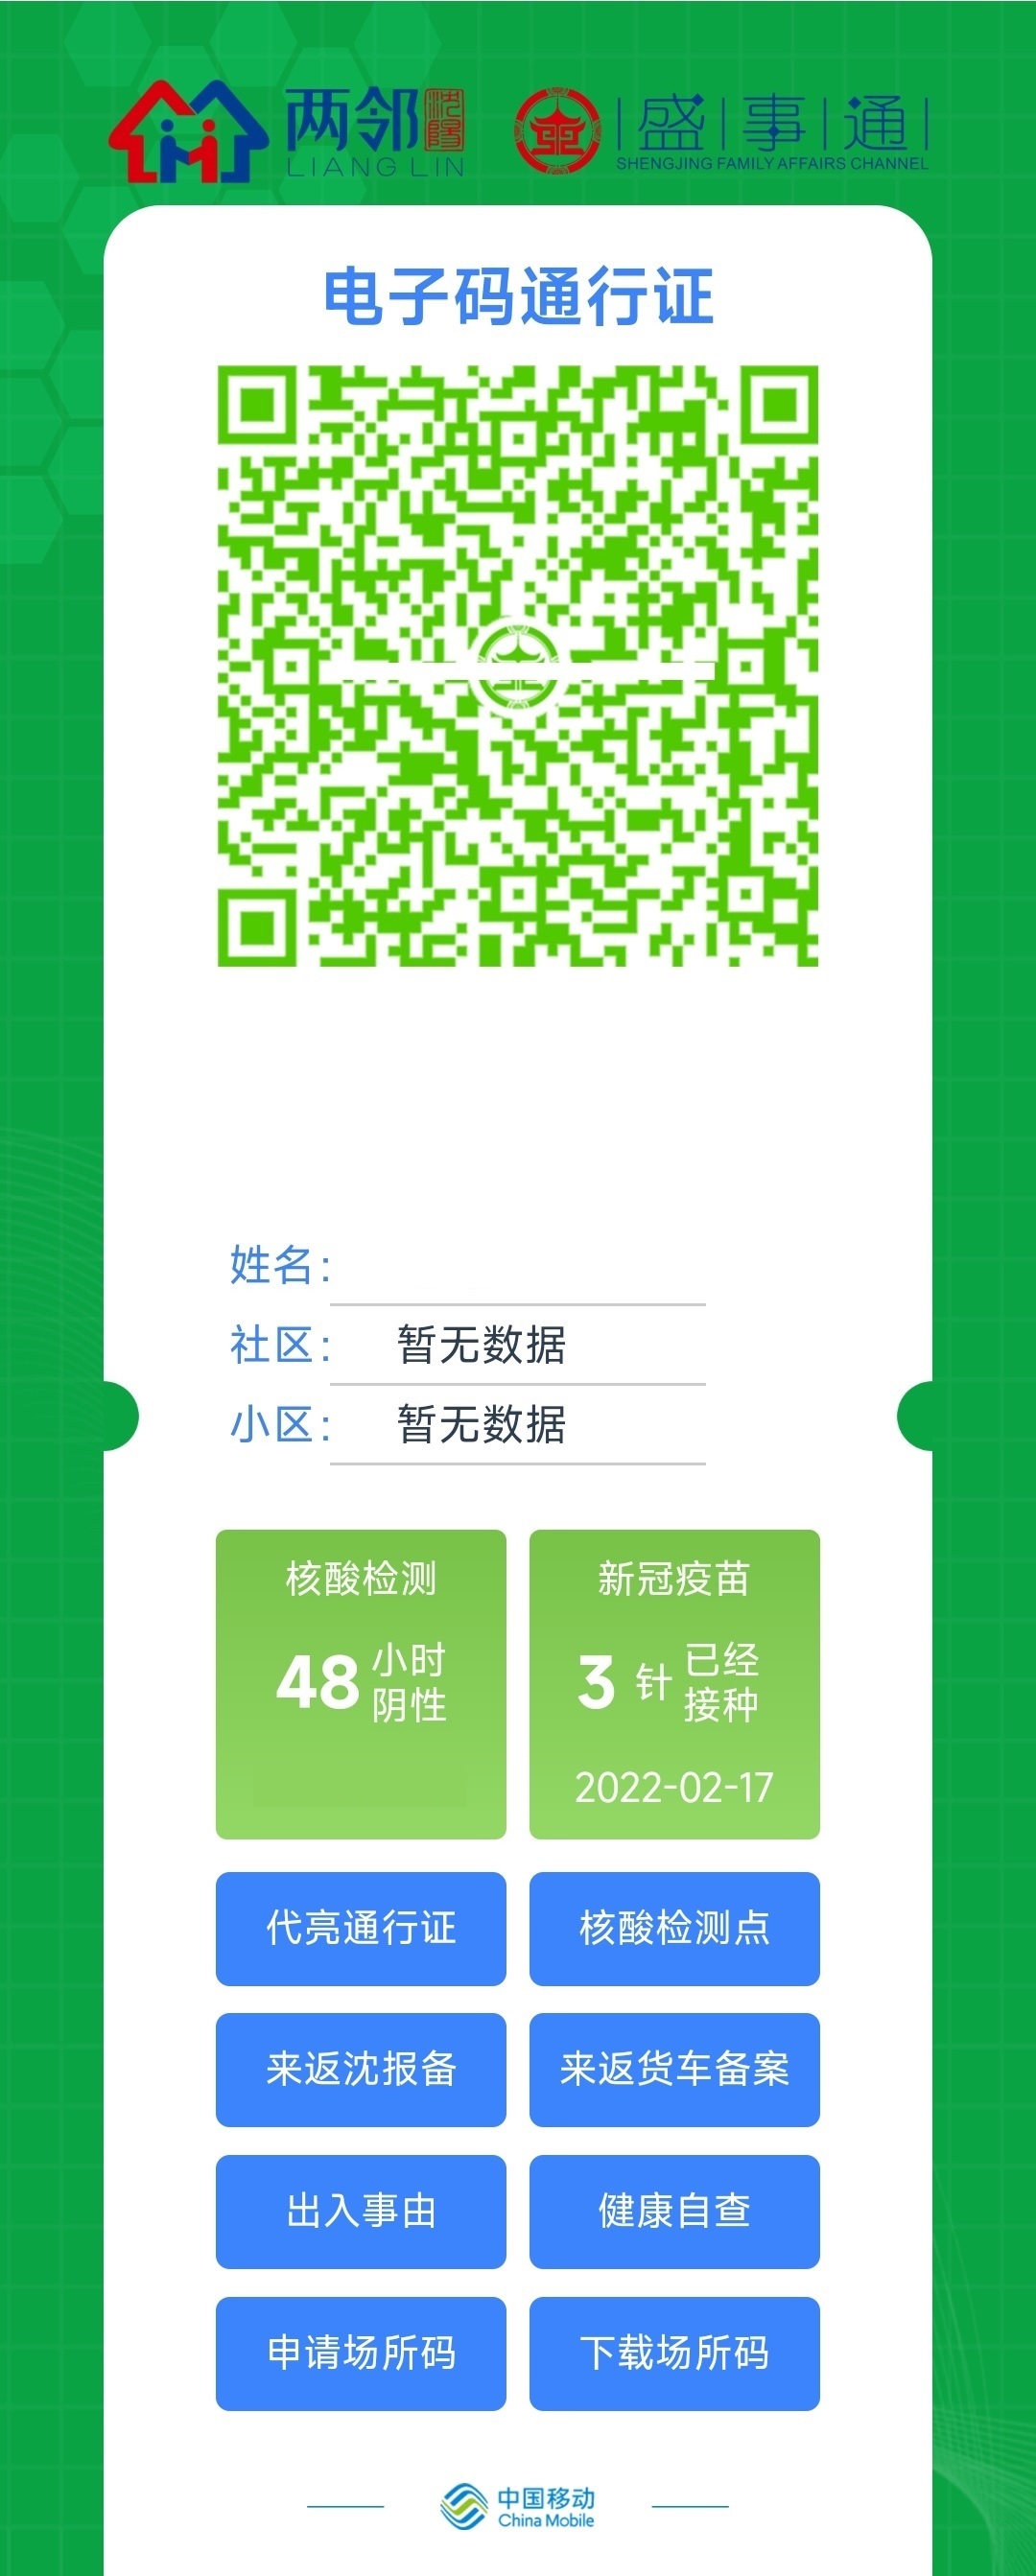 两邻 沈阳
LIANG LIN
盛事通
SHENGJING FAMILY AFFAIRS CHANNEL
电子码通行证
姓名：
社区： 暂无数据
小区： 暂无数据
核酸检测
48 小时阴性
新冠疫苗
3 针 已经接种
2022-02-17
代亮通行证
核酸检测点
来返沈报备
来返货车备案
出入事由
健康自查
申请场所码
下载场所码
中国移动
China Mobile